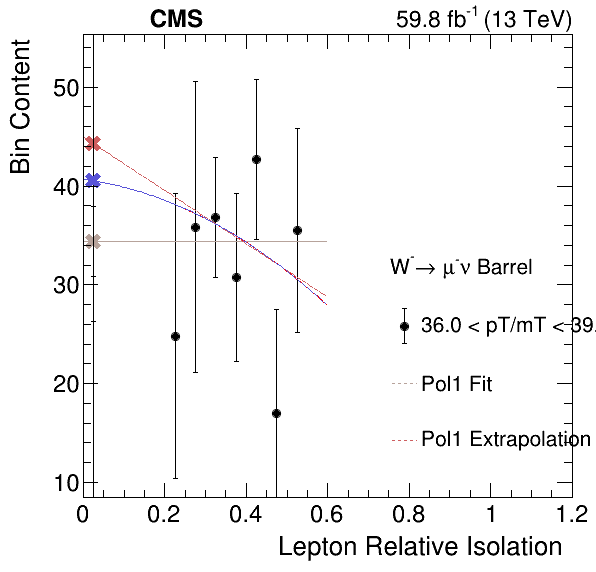 CMS
59.8 fb-1 (13 TeV)
Bin Content
50
40
30
20
10
W-→ μ-ν Barrel
36.0 < pT/mT < 39.
Pol1 Fit
Pol1 Extrapolation
0 0.2 0.4 0.6 0.8 1 1.2
Lepton Relative Isolation